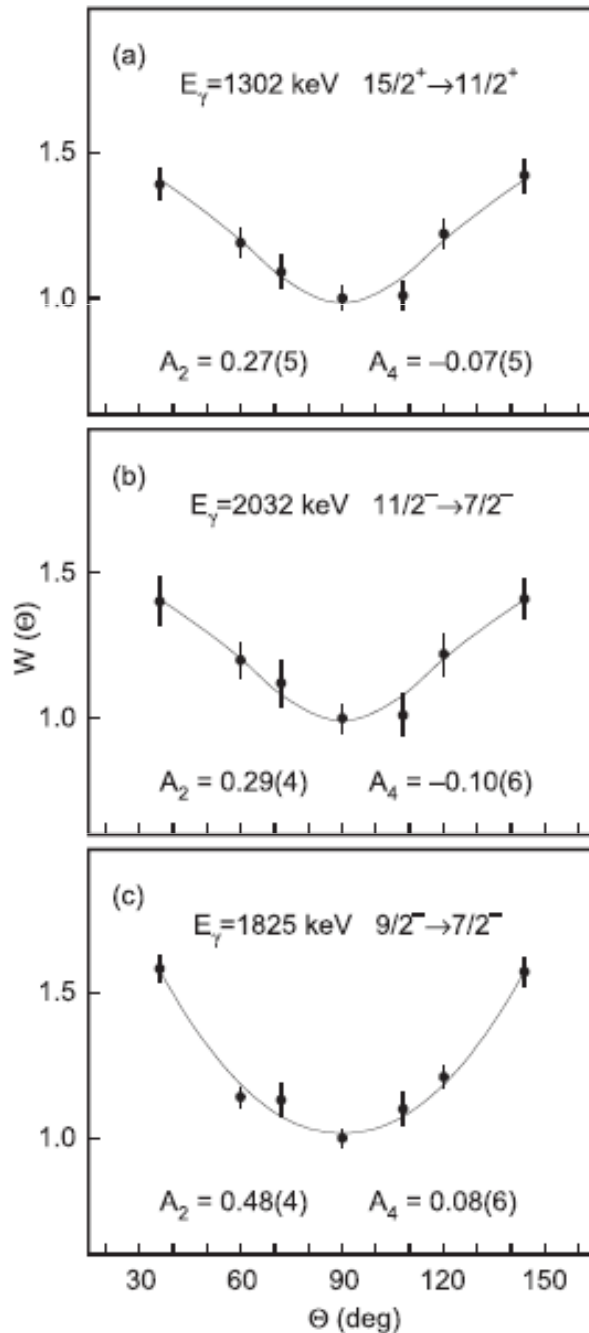 (a)
E_γ=1302 keV 15/2⁺→11/2⁺
1.5
1.0
A₂ = 0.27(5) A₄ = –0.07(5)
(b)
E_γ=2032 keV 11/2⁻→7/2⁻
1.5
W (Θ)
1.0
A₂ = 0.29(4) A₄ = –0.10(6)
(c)
E_γ=1825 keV 9/2⁻→7/2⁻
1.5
1.0
A₂ = 0.48(4) A₄ = 0.08(6)
30 60 90 120 150
Θ (deg)